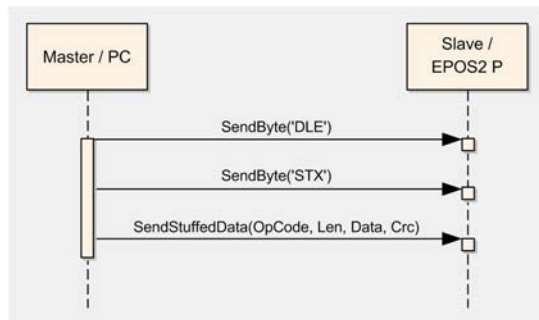 Master / PC
Slave /
EPOS2 P
SendByte('DLE')
SendByte('STX')
SendStuffedData(OpCode, Len, Data, Crc)